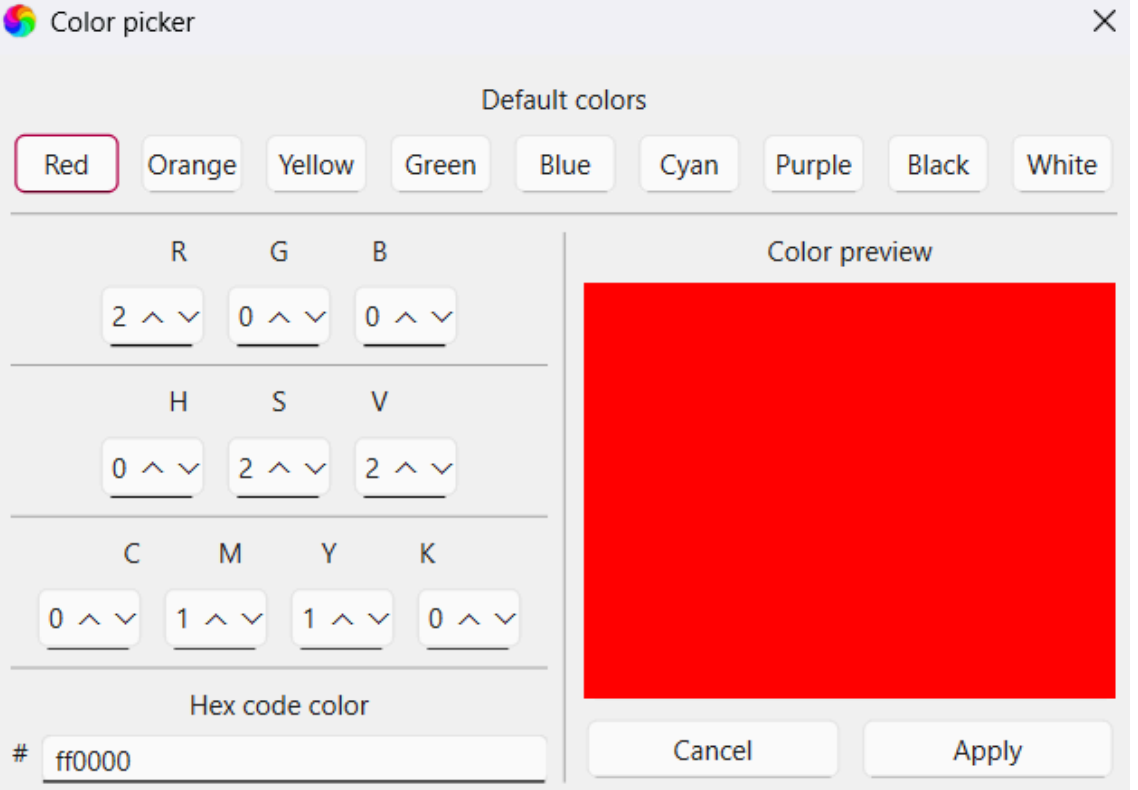 Color picker
Default colors
Red Orange Yellow Green Blue Cyan Purple Black White
R G B
2 0 0
H S V
0 2 2
C M Y K
0 1 1 0
Hex code color
# ff0000
Color preview
Cancel Apply